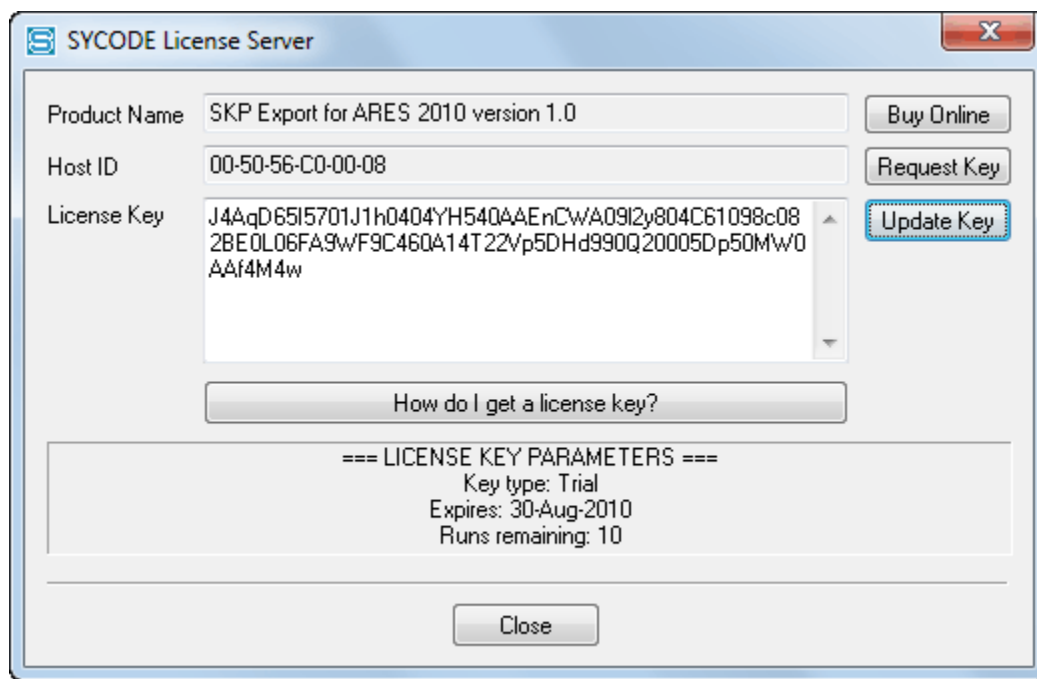 SYCODE License Server
Product Name SKP Export for ARES 2010 version 1.0 Buy Online
Host ID 00-50-56-C0-00-08 Request Key
License Key J4AqD65I5701J1h0404YH540AAEnCWA09I2y804C61098c08 Update Key
2BE0L06FA9WF9C460A14T22Vp5DHd990Q20005Dp50MW0
AAf4M4w
How do I get a license key?
=== LICENSE KEY PARAMETERS ===
Key type: Trial
Expires: 30-Aug-2010
Runs remaining: 10
Close